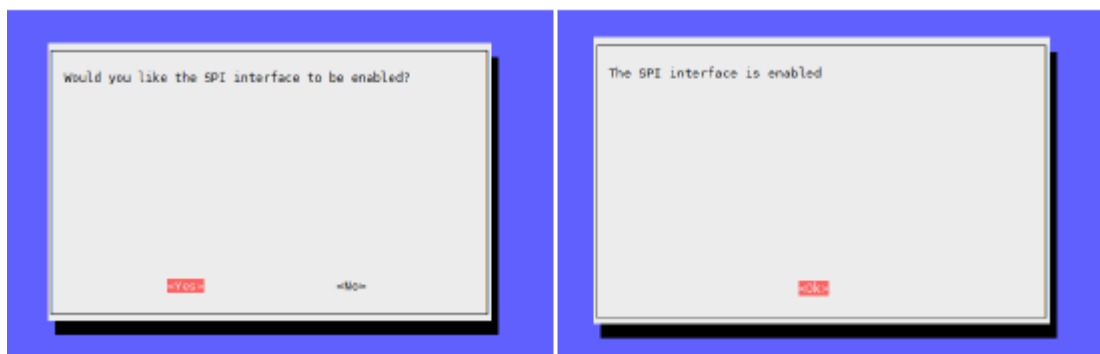 Would you like the SPI interface to be enabled?
<Yes>
<No>
The SPI interface is enabled
<Ok>